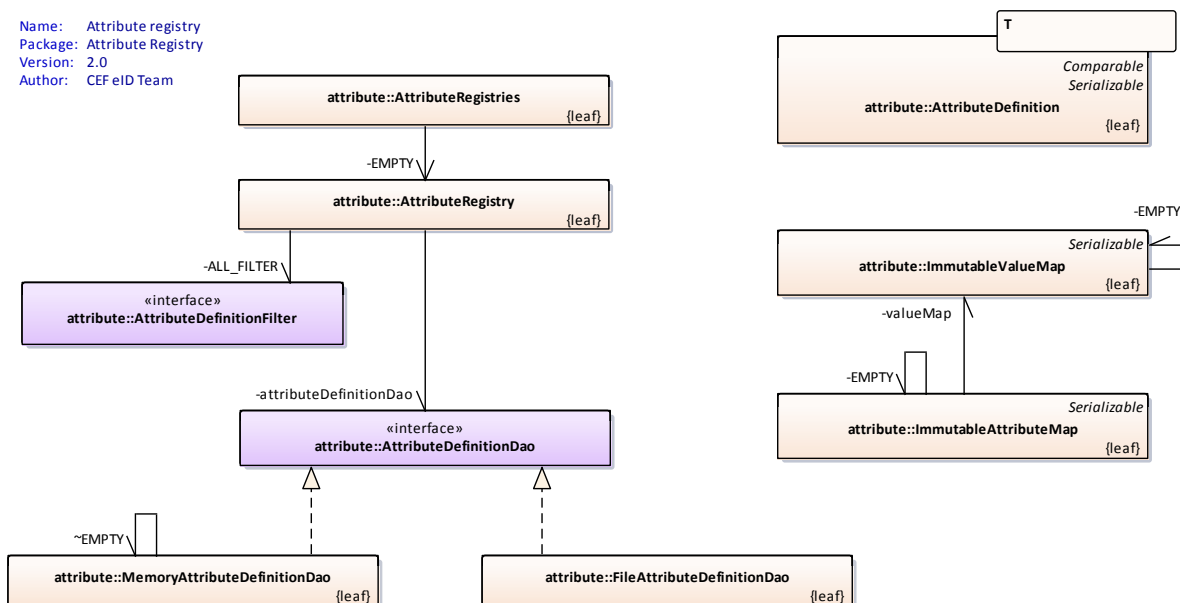 Name: Attribute registry
Package: Attribute Registry
Version: 2.0
Author: CEF eID Team
attribute::AttributeRegistries
{leaf}
-EMPTY
attribute::AttributeRegistry
{leaf}
-ALL_FILTER
«interface»
attribute::AttributeDefinitionFilter
-attributeDefinitionDao
«interface»
attribute::AttributeDefinitionDao
~EMPTY
attribute::MemoryAttributeDefinitionDao
{leaf}
attribute::FileAttributeDefinitionDao
{leaf}
T
Comparable
Serializable
attribute::AttributeDefinition
{leaf}
-EMPTY
Serializable
attribute::ImmutableValueMap
{leaf}
-valueMap
-EMPTY
Serializable
attribute::ImmutableAttributeMap
{leaf}